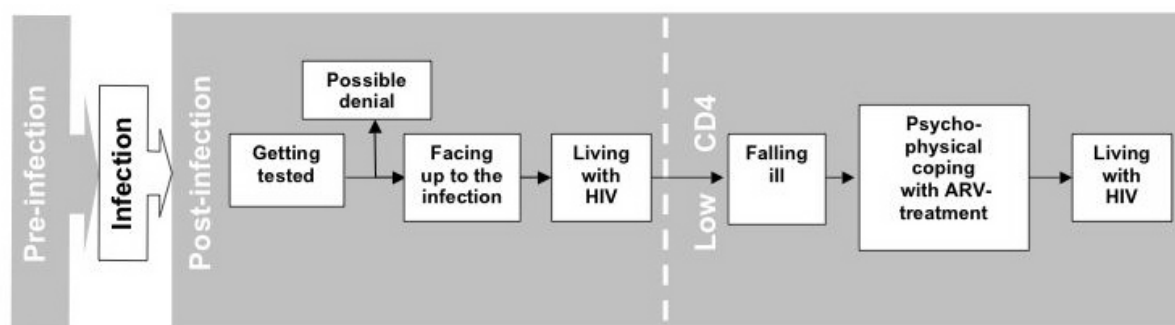 Pre-infection
Infection
Post-infection
Getting
tested
Possible
denial
Facing
up to the
infection
Living
with
HIV
Low CD4
Falling
ill
Psycho-
physical
coping
with ARV-
treatment
Living
with
HIV